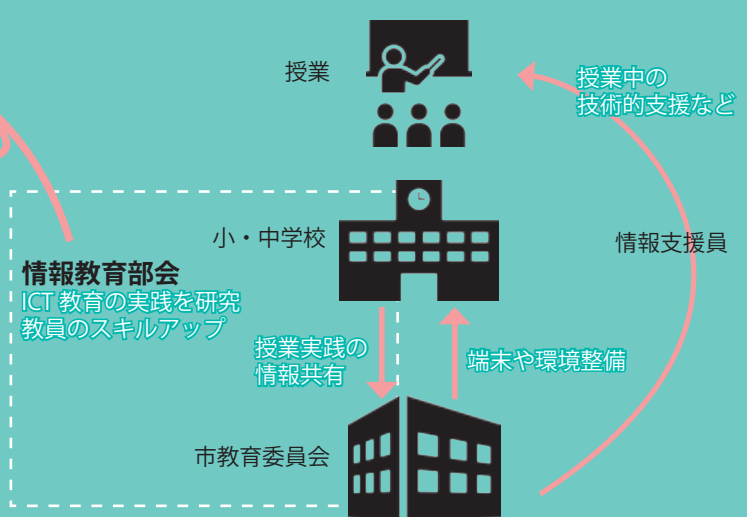 授業
授業中の
技術的支援など
小・中学校
情報支援員
情報教育部会
ICT 教育の実践を研究
教員のスキルアップ
授業実践の
情報共有
端末や環境整備
市教育委員会